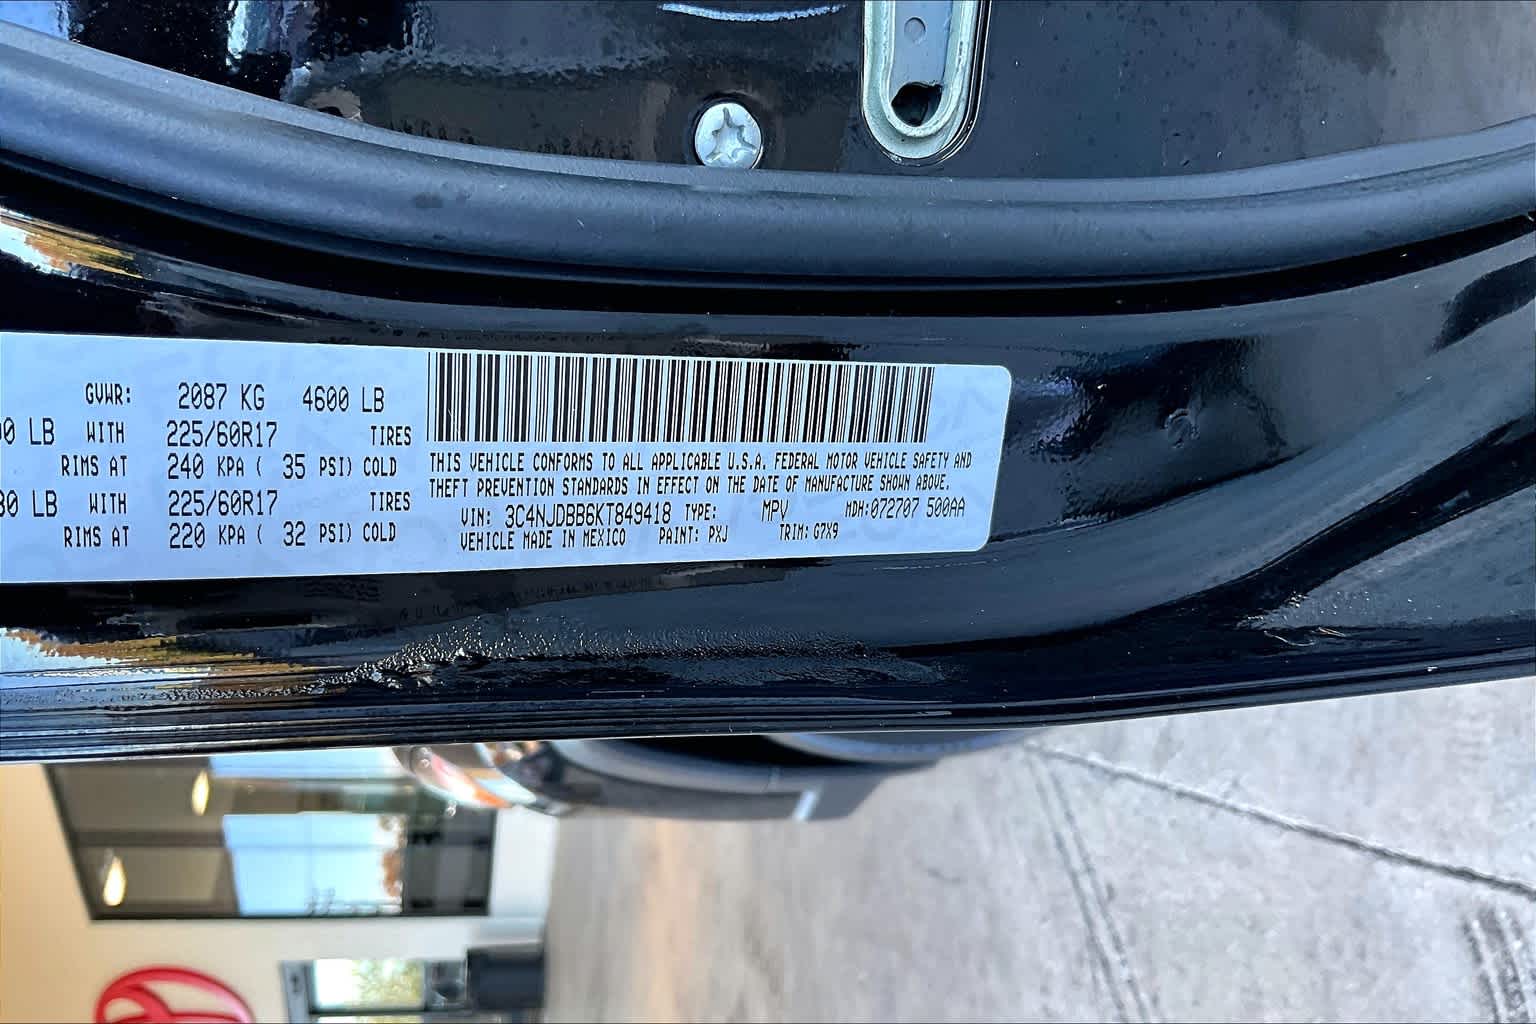 GVWR: 2087 KG 4600 LB
LB WITH 225/60R17 TIRES
RIMS AT 240 KPA ( 35 PSI) COLD
LB WITH 225/60R17 TIRES
RIMS AT 220 KPA ( 32 PSI) COLD
THIS VEHICLE CONFORMS TO ALL APPLICABLE U.S.A. FEDERAL MOTOR VEHICLE SAFETY AND
THEFT PREVENTION STANDARDS IN EFFECT ON THE DATE OF MANUFACTURE SHOWN ABOVE.
VIN: 3C4NJDBB6KT849418 TYPE: MPV MDH:072707 500AA
VEHICLE MADE IN MEXICO PAINT: PXJ TRIM: G7X9